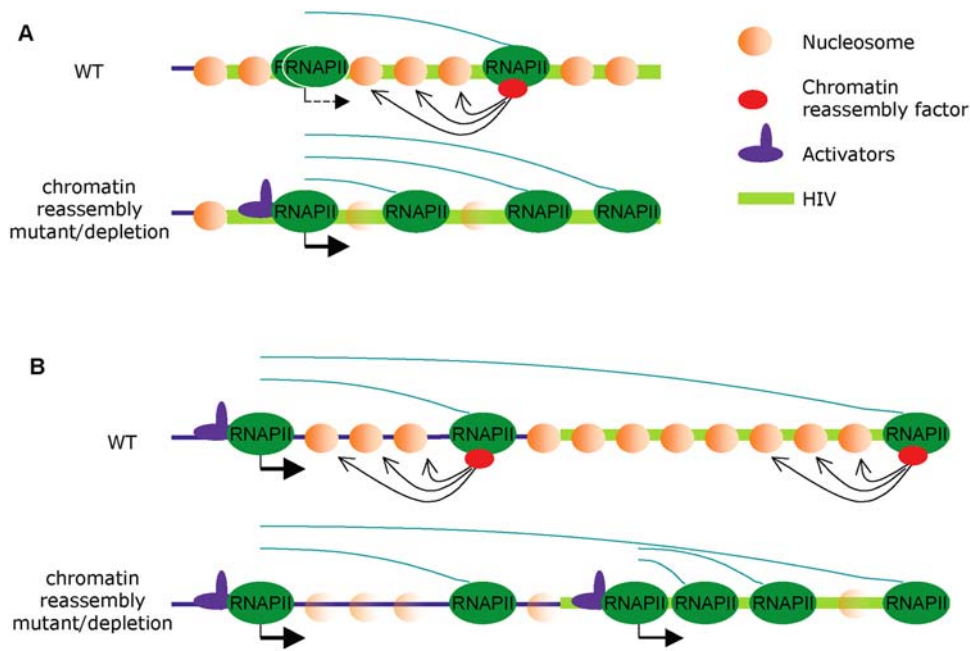 A
WT
RRNAPII
RNAPII
Nucleosome
Chromatin
reassembly factor
Activators
HIV
chromatin
reassembly
mutant/depletion
RNAPII
RNAPII
RNAPII
RNAPII
B
WT
RNAPII
RNAPII
RNAPII
chromatin
reassembly
mutant/depletion
RNAPII
RNAPII
RNAPII
RNAPII
RNAPII
RNAPII